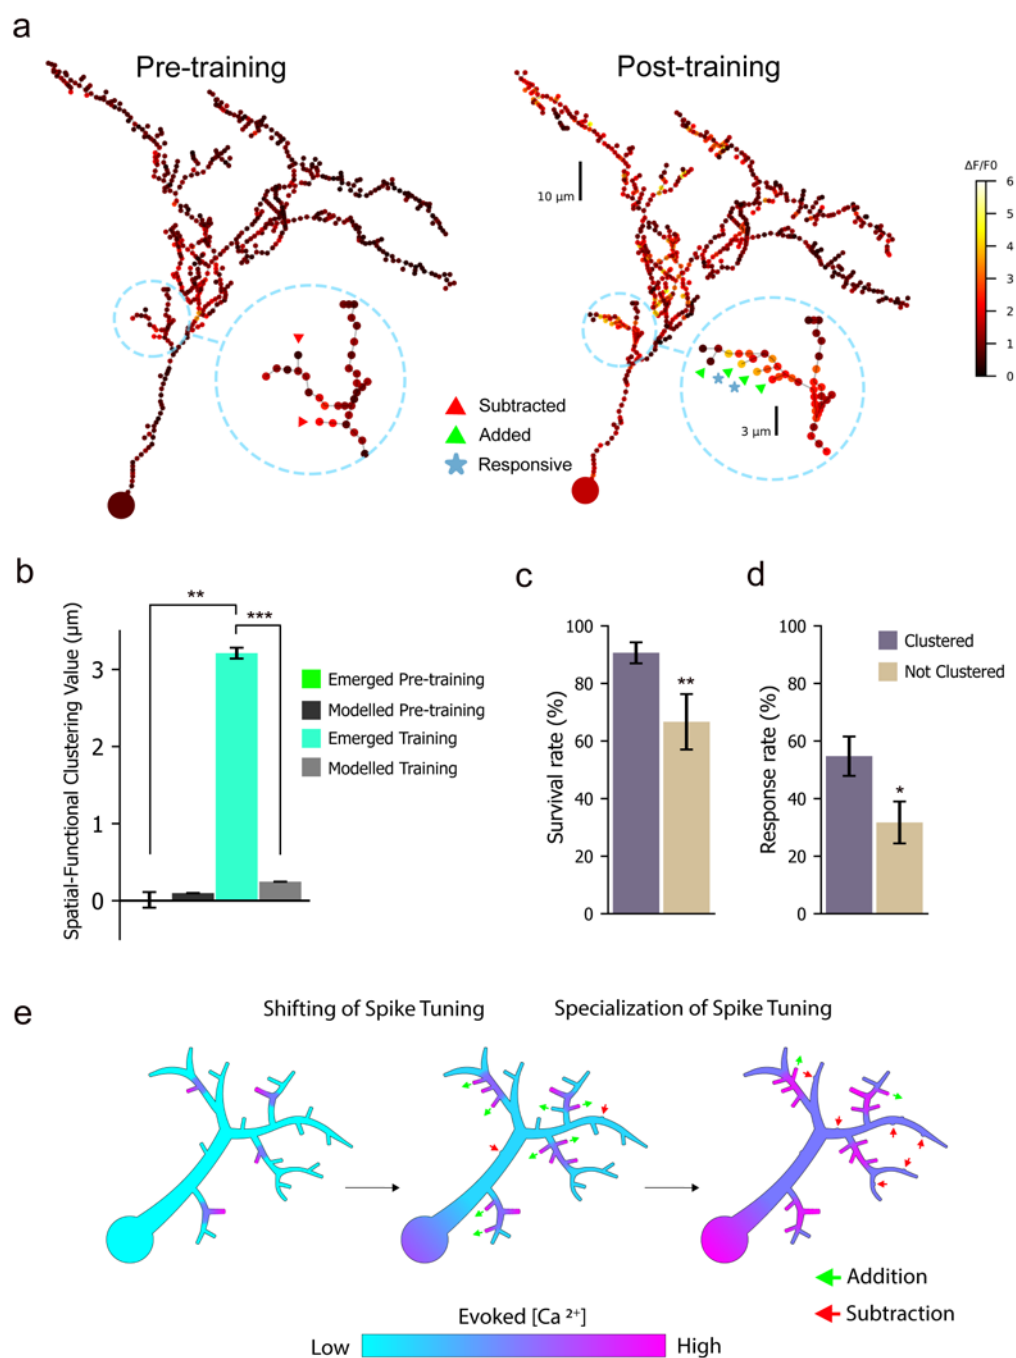 a
Pre-training
Post-training
10 μm
ΔF/F0
6
5
4
3
2
1
0
Subtracted
Added
Responsive
3 μm
b
Spatial-Functional Clustering Value (μm)
3
2
1
0
**
***
Emerged Pre-training
Modelled Pre-training
Emerged Training
Modelled Training
c
Survival rate (%)
100
80
60
40
20
0
**
d
Response rate (%)
100
80
60
40
20
0
*
Clustered
Not Clustered
e
Shifting of Spike Tuning
Specialization of Spike Tuning
Addition
Subtraction
Evoked [Ca ²⁺]
Low
High